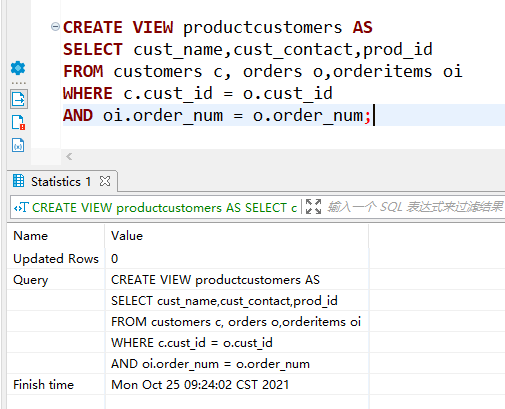 CREATE VIEW productcustomers AS
SELECT cust_name,cust_contact,prod_id
FROM customers c, orders o,orderitems oi
WHERE c.cust_id = o.cust_id
AND oi.order_num = o.order_num;
Statistics 1
CREATE VIEW productcustomers AS SELECT c
输入一个 SQL 表达式来过滤结果
Name Value
Updated Rows 0
Query CREATE VIEW productcustomers AS
SELECT cust_name,cust_contact,prod_id
FROM customers c, orders o,orderitems oi
WHERE c.cust_id = o.cust_id
AND oi.order_num = o.order_num
Finish time Mon Oct 25 09:24:02 CST 2021